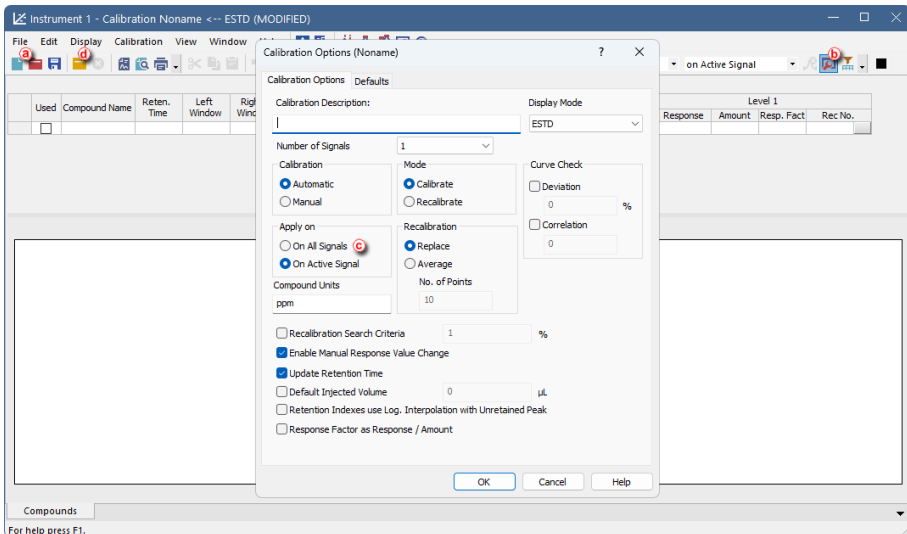 Instrument 1 - Calibration Noname <-- ESTD (MODIFIED)
File Edit Display Calibration View Window
a
d
b
on Active Signal
Used Compound Name Reten. Time Left Window
Level 1
Response Amount Resp. Fact Rec No.
Calibration Options (Noname)
? 
Calibration Options Defaults
Calibration Description:
Display Mode
ESTD
Number of Signals 1
Calibration
Automatic
Manual
Mode
Calibrate
Recalibrate
Curve Check
Deviation
0 %
Correlation
0
Apply on
On All Signals c
On Active Signal
Recalibration
Replace
Average
No. of Points
10
Compound Units
ppm
Recalibration Search Criteria 1 %
Enable Manual Response Value Change
Update Retention Time
Default Injected Volume 0 µL
Retention Indexes use Log. Interpolation with Unretained Peak
Response Factor as Response / Amount
OK Cancel Help
Compounds
For help press F1.